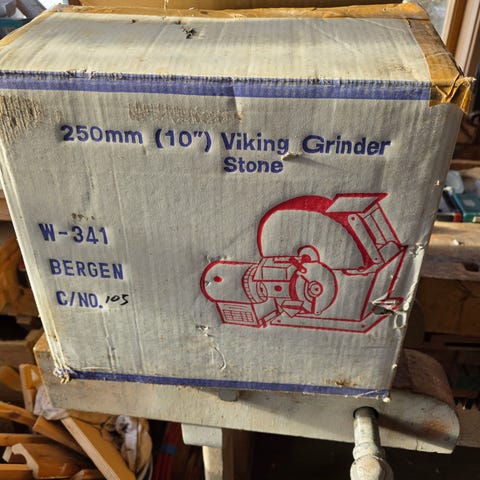 250mm (10") Viking Grinder
Stone
W-341
BERGEN
C/NO. 105